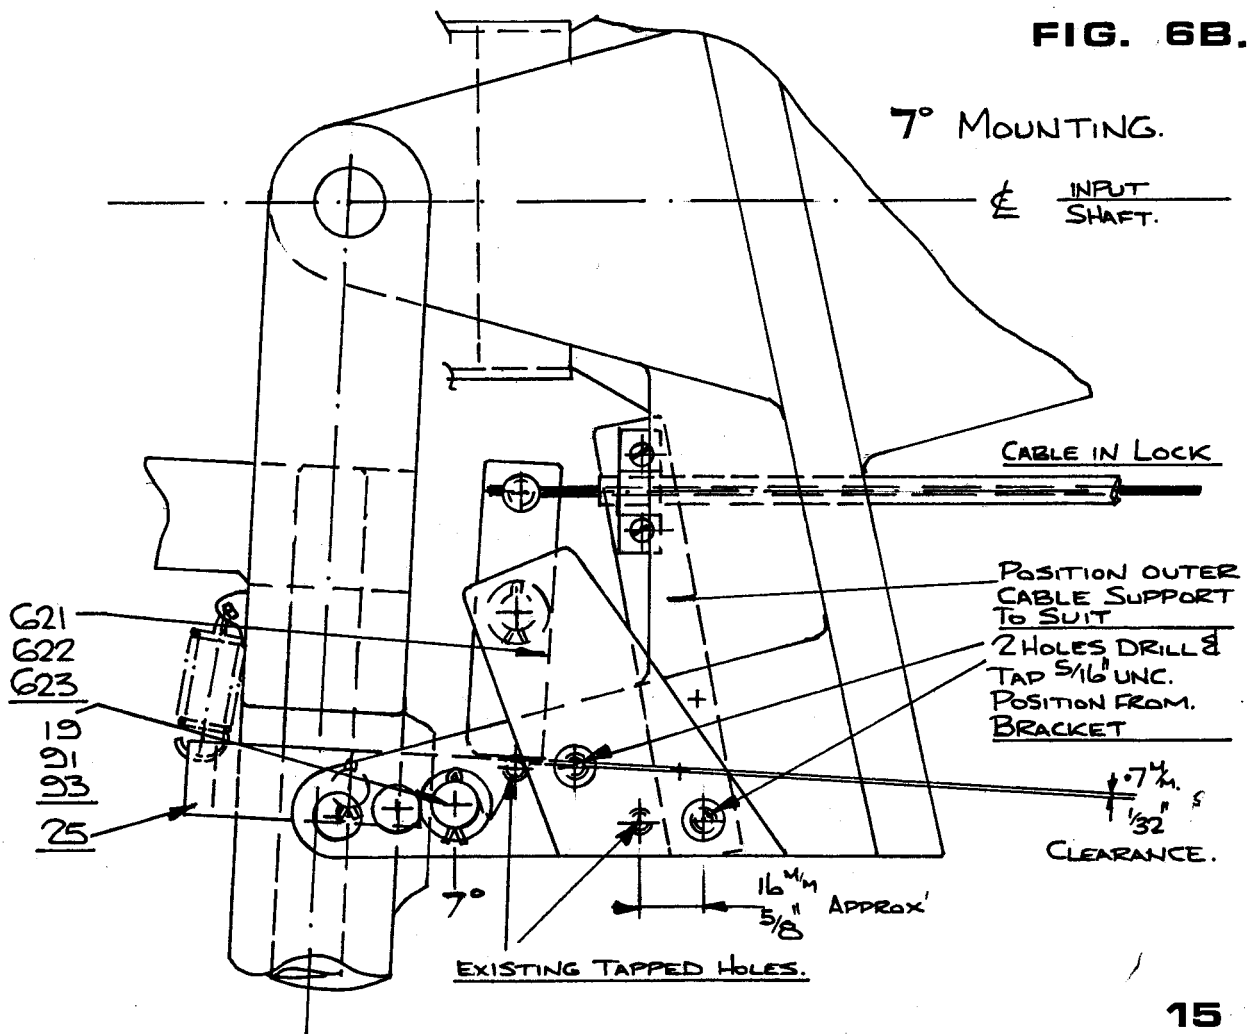 FIG. 6B.
7° MOUNTING.
℄ INPUT
SHAFT.
CABLE IN LOCK
POSITION OUTER
CABLE SUPPORT
TO SUIT
2 HOLES DRILL &
TAP 5/16" UNC.
POSITION FROM.
BRACKET
621
622
623
19
91
93
25
.7 M/M.
1/32"
CLEARANCE.
7°
16 M/M
5/8" APPROX'
EXISTING TAPPED HOLES.
15